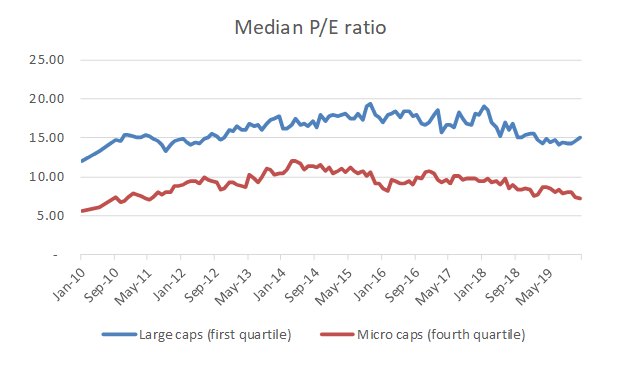 Median P/E ratio
25.00
20.00
15.00
10.00
5.00
-
Jan-10 Sep-10 May-11 Jan-12 Sep-12 May-13 Jan-14 Sep-14 May-15 Jan-16 Sep-16 May-17 Jan-18 Sep-18 May-19
Large caps (first quartile) Micro caps (fourth quartile)